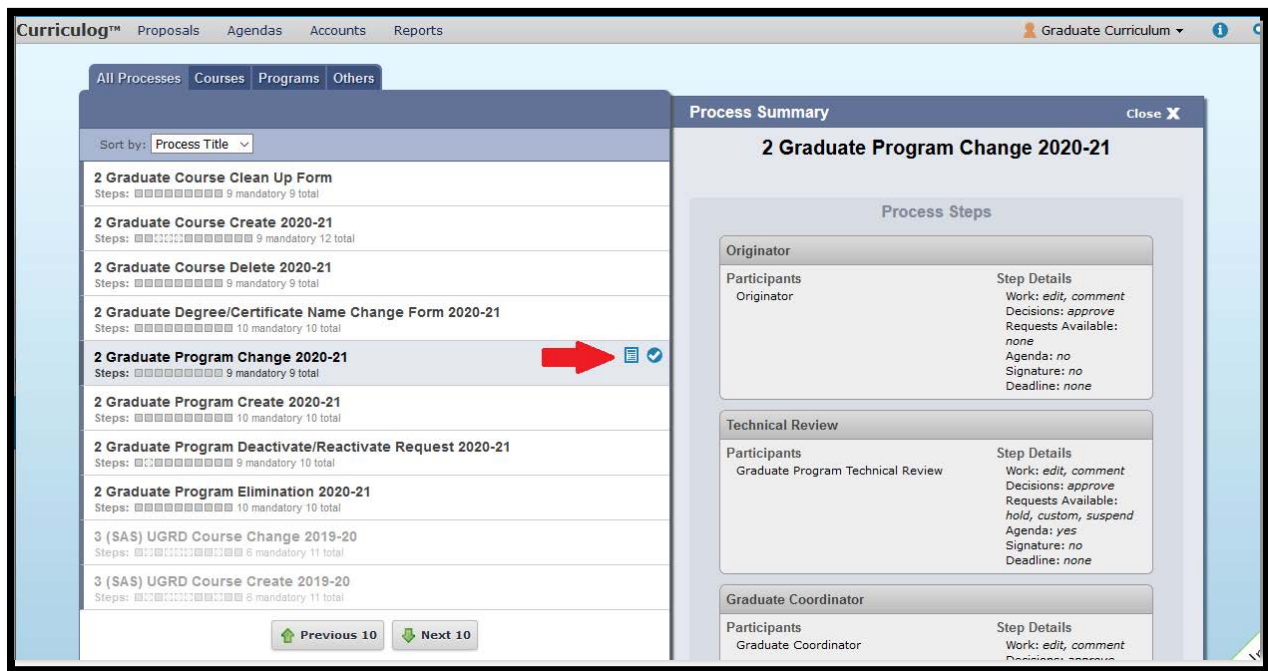 Curriculog™ Proposals Agendas Accounts Reports Graduate Curriculum
All Processes Courses Programs Others
Sort by: Process Title
2 Graduate Course Clean Up Form
Steps: 9 mandatory 9 total
2 Graduate Course Create 2020-21
Steps: 9 mandatory 12 total
2 Graduate Course Delete 2020-21
Steps: 9 mandatory 9 total
2 Graduate Degree/Certificate Name Change Form 2020-21
Steps: 10 mandatory 10 total
2 Graduate Program Change 2020-21
Steps: 9 mandatory 9 total
2 Graduate Program Create 2020-21
Steps: 10 mandatory 10 total
2 Graduate Program Deactivate/Reactivate Request 2020-21
Steps: 9 mandatory 10 total
2 Graduate Program Elimination 2020-21
Steps: 10 mandatory 10 total
3 (SAS) UGRD Course Change 2019-20
Steps: 6 mandatory 11 total
3 (SAS) UGRD Course Create 2019-20
Steps: 6 mandatory 11 total
Previous 10 Next 10
Process Summary Close X
2 Graduate Program Change 2020-21
Process Steps
Originator
Participants
Originator
Step Details
Work: edit, comment
Decisions: approve
Requests Available:
none
Agenda: no
Signature: no
Deadline: none
Technical Review
Participants
Graduate Program Technical Review
Step Details
Work: edit, comment
Decisions: approve
Requests Available:
hold, custom, suspend
Agenda: yes
Signature: no
Deadline: none
Graduate Coordinator
Participants
Graduate Coordinator
Step Details
Work: edit, comment
Decisions: approve